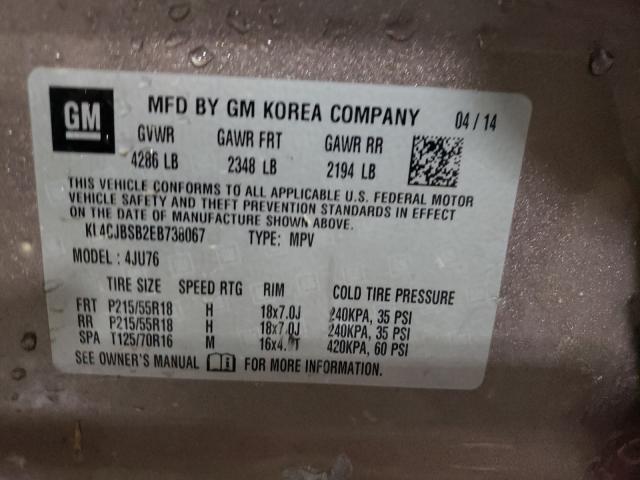 GM
MFD BY GM KOREA COMPANY 04/14
GVWR GAWR FRT GAWR RR
4286 LB 2348 LB 2194 LB
THIS VEHICLE CONFORMS TO ALL APPLICABLE U.S. FEDERAL MOTOR
VEHICLE SAFETY AND THEFT PREVENTION STANDARDS IN EFFECT
ON THE DATE OF MANUFACTURE SHOWN ABOVE.
KL4CJBSB2EB738067 TYPE: MPV
MODEL : 4JU76
TIRE SIZE SPEED RTG RIM COLD TIRE PRESSURE
FRT P215/55R18 H 18x7.0J 240KPA, 35 PSI
RR P215/55R18 H 18x7.0J 240KPA, 35 PSI
SPA T125/70R16 M 420KPA, 60 PSI
SEE OWNER'S MANUAL FOR MORE INFORMATION.